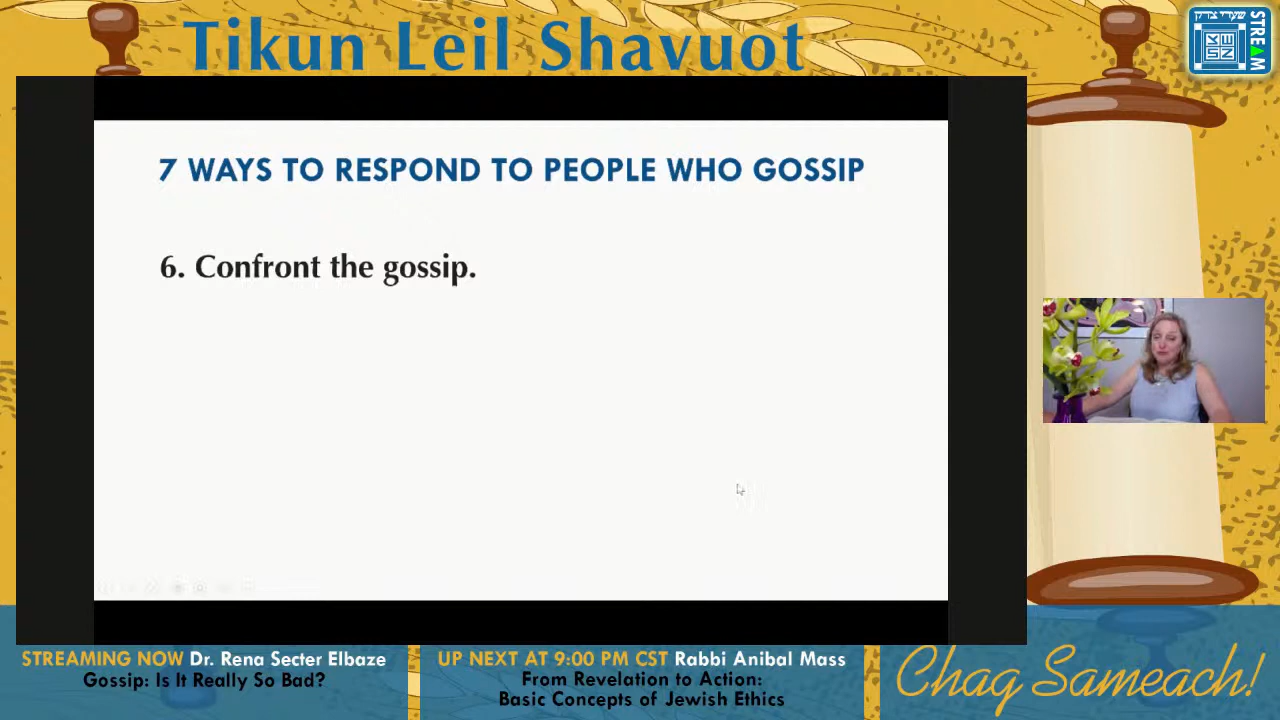 Tikun Leil Shavuot
שערי צדק
STREAM
7 WAYS TO RESPOND TO PEOPLE WHO GOSSIP
6. Confront the gossip.
STREAMING NOW Dr. Rena Secter Elbaze
Gossip: Is It Really So Bad?
UP NEXT AT 9:00 PM CST Rabbi Anibal Mass
From Revelation to Action:
Basic Concepts of Jewish Ethics
Chag Sameach!